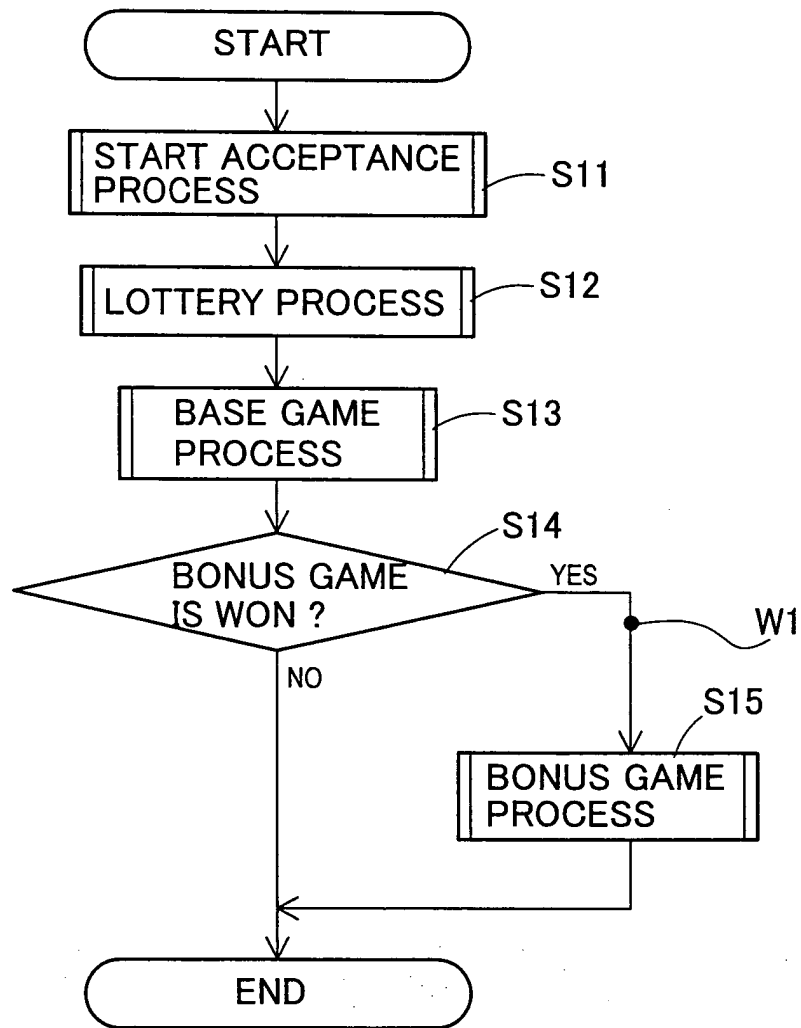 START
START ACCEPTANCE
PROCESS
S11
LOTTERY PROCESS
S12
BASE GAME
PROCESS
S13
S14
BONUS GAME
IS WON ?
YES
W1
NO
S15
BONUS GAME
PROCESS
END